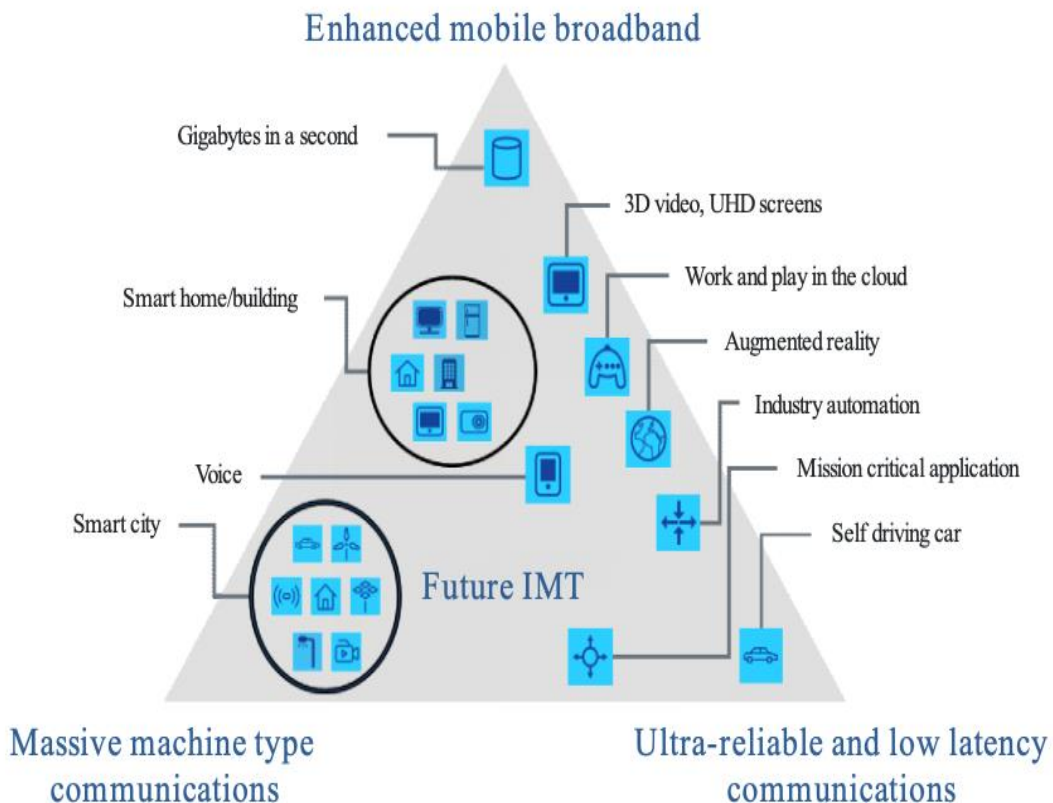 Enhanced mobile broadband
Gigabytes in a second
3D video, UHD screens
Work and play in the cloud
Smart home/building
Augmented reality
Industry automation
Voice
Mission critical application
Smart city
Self driving car
Future IMT
Massive machine type
communications
Ultra-reliable and low latency
communications